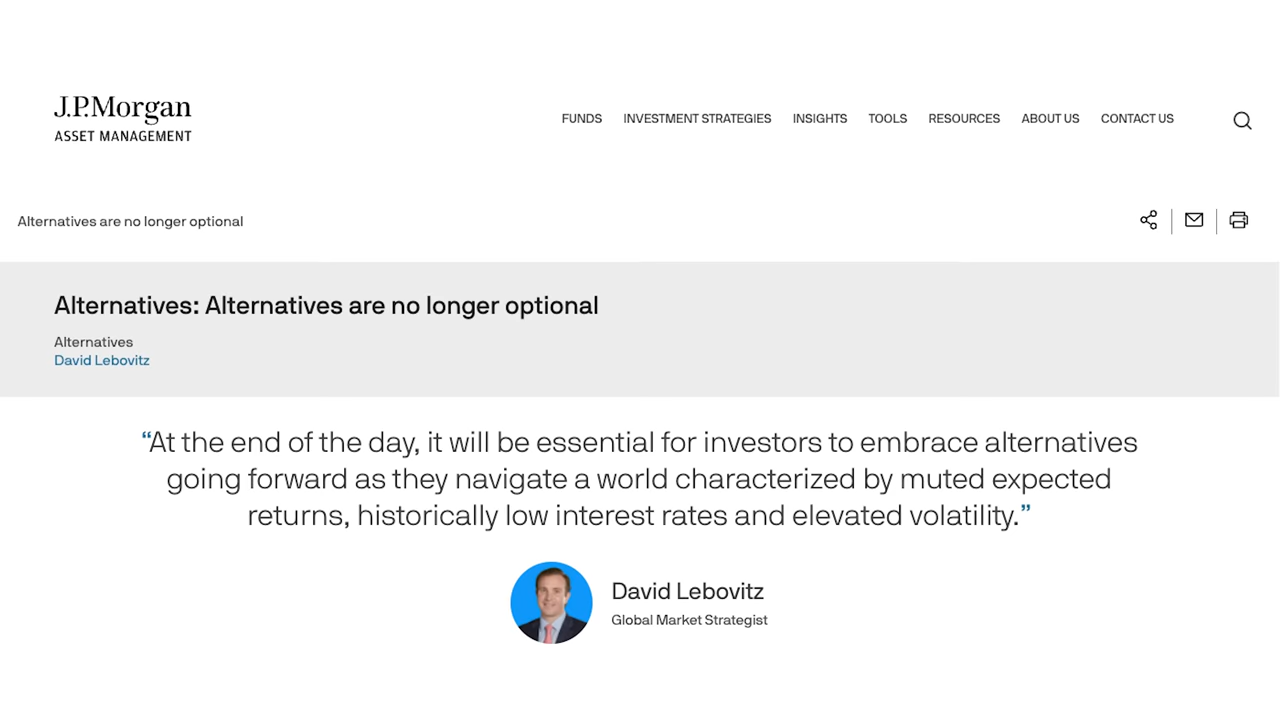 J.P.Morgan
ASSET MANAGEMENT
FUNDS INVESTMENT STRATEGIES INSIGHTS TOOLS RESOURCES ABOUT US CONTACT US
Alternatives are no longer optional
Alternatives: Alternatives are no longer optional
Alternatives
David Lebovitz
“At the end of the day, it will be essential for investors to embrace alternatives
going forward as they navigate a world characterized by muted expected
returns, historically low interest rates and elevated volatility.”
David Lebovitz
Global Market Strategist